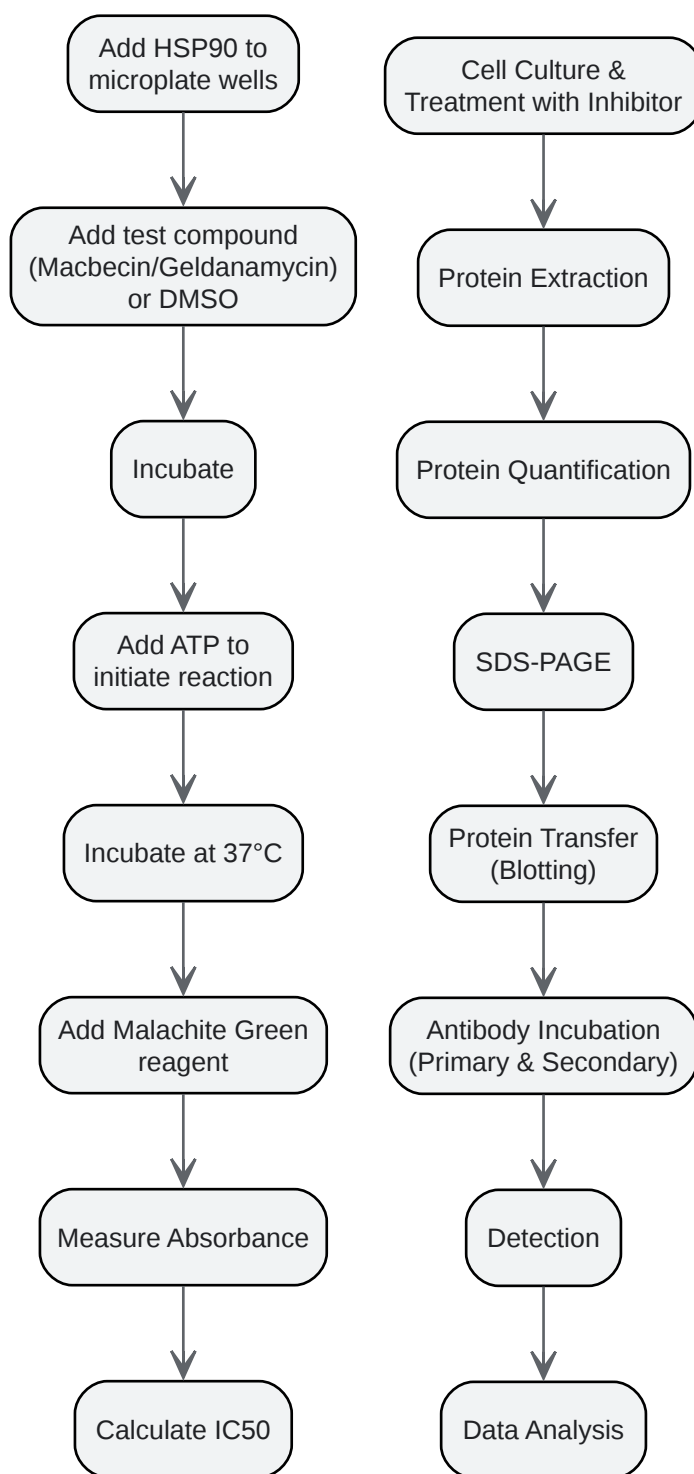 Add HSP90 to
microplate wells
Add test compound
(Macbecin/Geldanamycin)
or DMSO
Incubate
Add ATP to
initiate reaction
Incubate at 37°C
Add Malachite Green
reagent
Measure Absorbance
Calculate IC50
Cell Culture &
Treatment with Inhibitor
Protein Extraction
Protein Quantification
SDS-PAGE
Protein Transfer
(Blotting)
Antibody Incubation
(Primary & Secondary)
Detection
Data Analysis